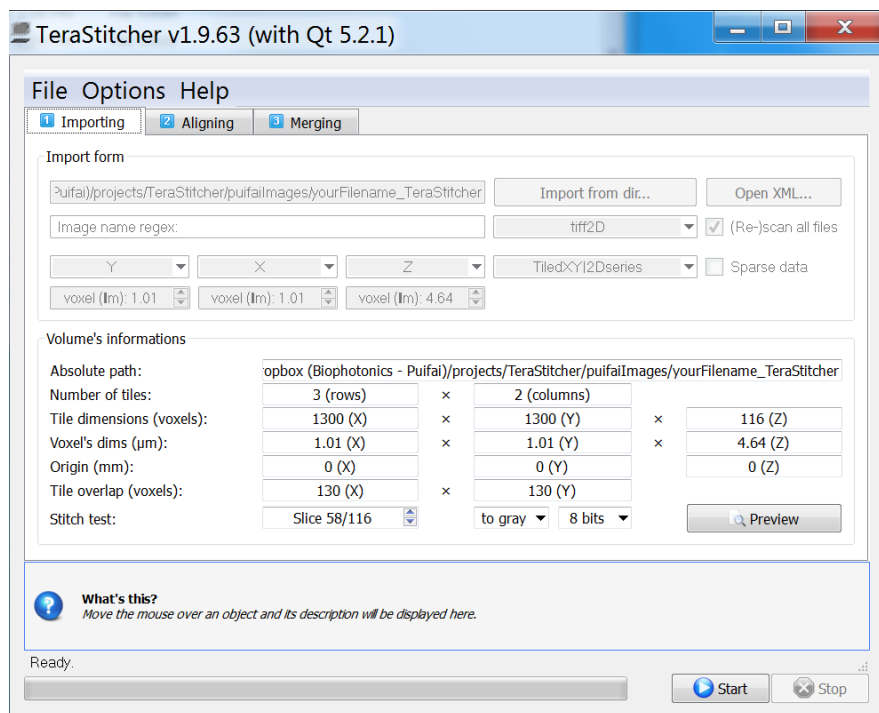 TeraStitcher v1.9.63 (with Qt 5.2.1)
File Options Help
1 Importing 2 Aligning 3 Merging
Import form
Puifai)/projects/TeraStitcher/puifaiImages/yourFilename_TeraStitcher Import from dir... Open XML...
Image name regex: tiff2D (Re-)scan all files
Y X Z TiledXY|2Dseries Sparse data
voxel (lm): 1.01 voxel (lm): 1.01 voxel (lm): 4.64
Volume's informations
Absolute path: opbox (Biophotonics - Puifai)/projects/TeraStitcher/puifaiImages/yourFilename_TeraStitcher
Number of tiles: 3 (rows) × 2 (columns)
Tile dimensions (voxels): 1300 (X) × 1300 (Y) × 116 (Z)
Voxel's dims (µm): 1.01 (X) × 1.01 (Y) × 4.64 (Z)
Origin (mm): 0 (X) 0 (Y) 0 (Z)
Tile overlap (voxels): 130 (X) × 130 (Y)
Stitch test: Slice 58/116 to gray 8 bits Preview
What's this?
Move the mouse over an object and its description will be displayed here.
Ready.
Start Stop